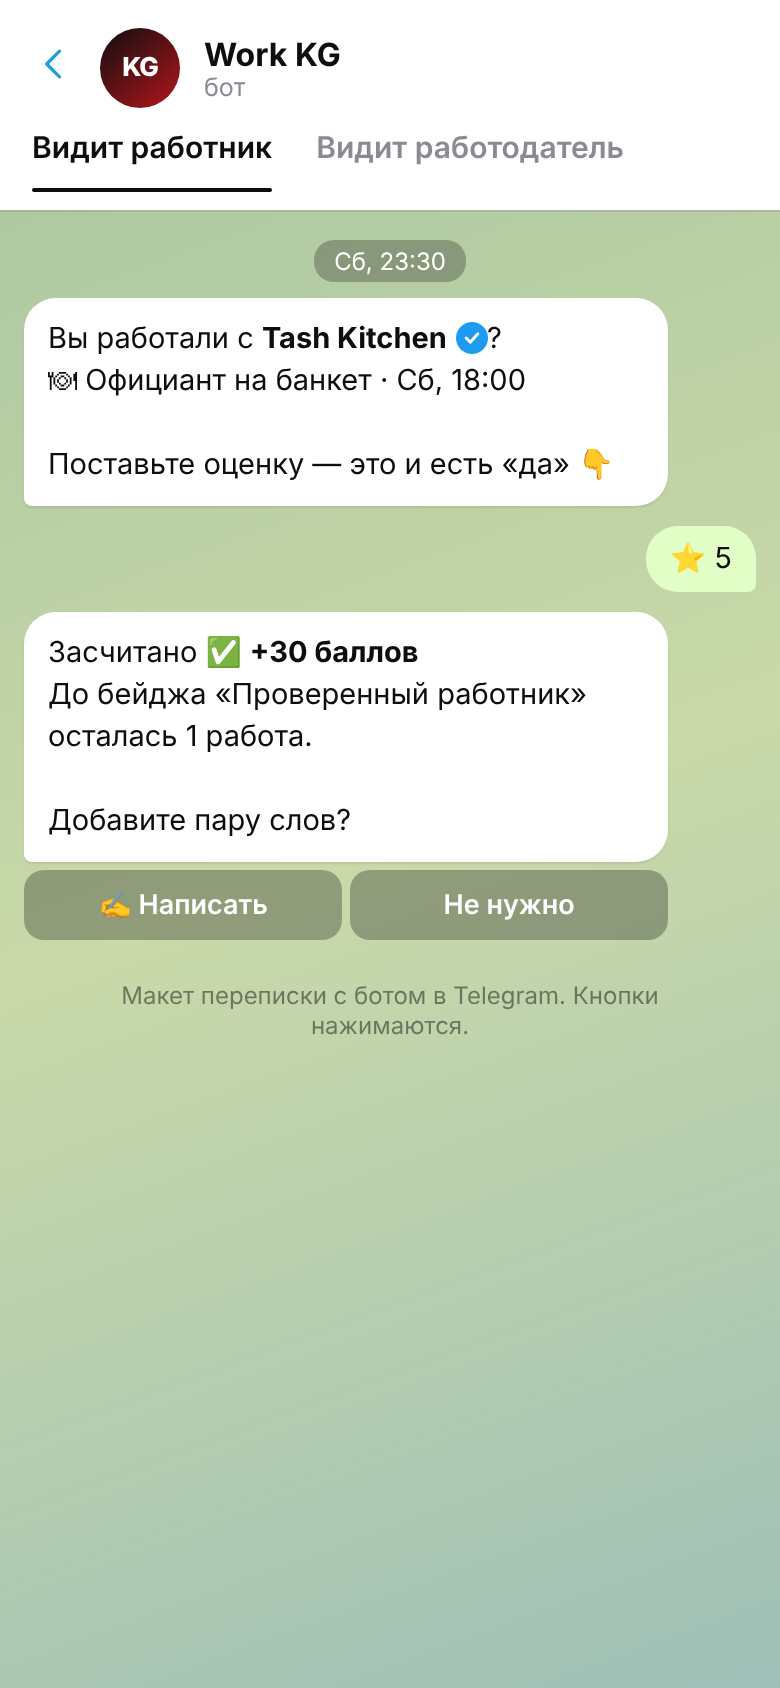 KG
Work KG
бот
Видит работник
Видит работодатель
Сб, 23:30
Вы работали с Tash Kitchen ?
🍽 Официант на банкет · Сб, 18:00
Поставьте оценку — это и есть «да» 👇
⭐ 5
Засчитано ✅ +30 баллов
До бейджа «Проверенный работник»
осталась 1 работа.
Добавите пару слов?
✍️ Написать
Не нужно
Макет переписки с ботом в Telegram. Кнопки
нажимаются.